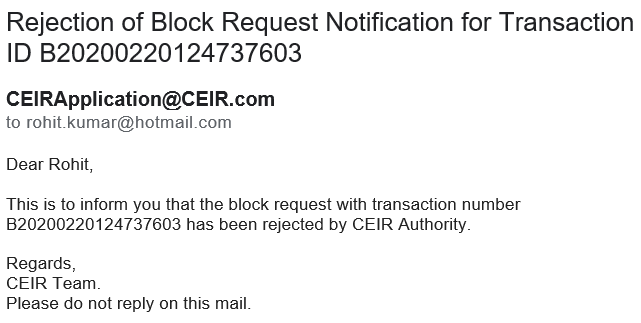 Rejection of Block Request Notification for Transaction
ID B20200220124737603
CEIRApplication@CEIR.com
to rohit.kumar@hotmail.com
Dear Rohit,
This is to inform you that the block request with transaction number
B20200220124737603 has been rejected by CEIR Authority.
Regards,
CEIR Team.
Please do not reply on this mail.